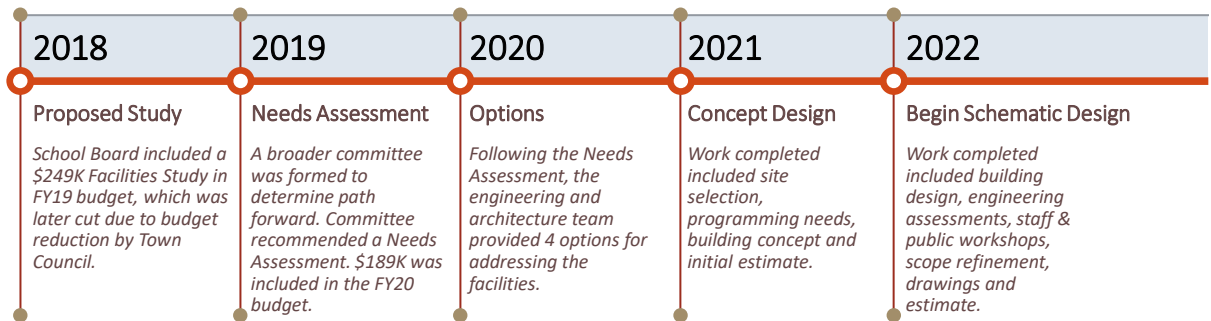 2018
Proposed Study
School Board included a
$249K Facilities Study in
FY19 budget, which was
later cut due to budget
reduction by Town
Council.
2019
Needs Assessment
A broader committee
was formed to
determine path
forward. Committee
recommended a Needs
Assessment. $189K was
included in the FY20
budget.
2020
Options
Following the Needs
Assessment, the
engineering and
architecture team
provided 4 options for
addressing the
facilities.
2021
Concept Design
Work completed
included site
selection,
programming needs,
building concept and
initial estimate.
2022
Begin Schematic Design
Work completed
included building
design, engineering
assessments, staff &
public workshops,
scope refinement,
drawings and
estimate.